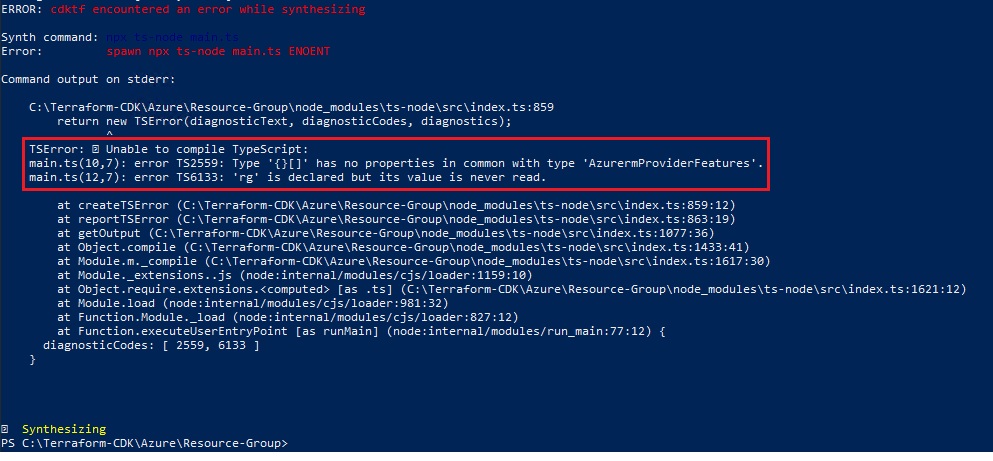 ERROR: cdktf encountered an error while synthesizing
Synth command: npx ts-node main.ts
Error: spawn npx ts-node main.ts ENOENT
Command output on stderr:
C:\Terraform-CDK\Azure\Resource-Group\node_modules\ts-node\src\index.ts:859
return new TSError(diagnosticText, diagnosticCodes, diagnostics);
^
TSError: ⍰ Unable to compile TypeScript:
main.ts(10,7): error TS2559: Type '{}[]' has no properties in common with type 'AzurermProviderFeatures'.
main.ts(12,7): error TS6133: 'rg' is declared but its value is never read.
at createTSError (C:\Terraform-CDK\Azure\Resource-Group\node_modules\ts-node\src\index.ts:859:12)
at reportTSError (C:\Terraform-CDK\Azure\Resource-Group\node_modules\ts-node\src\index.ts:863:19)
at getOutput (C:\Terraform-CDK\Azure\Resource-Group\node_modules\ts-node\src\index.ts:1077:36)
at Object.compile (C:\Terraform-CDK\Azure\Resource-Group\node_modules\ts-node\src\index.ts:1433:41)
at Module.m._compile (C:\Terraform-CDK\Azure\Resource-Group\node_modules\ts-node\src\index.ts:1617:30)
at Module._extensions..js (node:internal/modules/cjs/loader:1159:10)
at Object.require.extensions.<computed> [as .ts] (C:\Terraform-CDK\Azure\Resource-Group\node_modules\ts-node\src\index.ts:1621:12)
at Module.load (node:internal/modules/cjs/loader:981:32)
at Function.Module._load (node:internal/modules/cjs/loader:827:12)
at Function.executeUserEntryPoint [as runMain] (node:internal/modules/run_main:77:12) {
diagnosticCodes: [ 2559, 6133 ]
}
⍰ Synthesizing
PS C:\Terraform-CDK\Azure\Resource-Group>